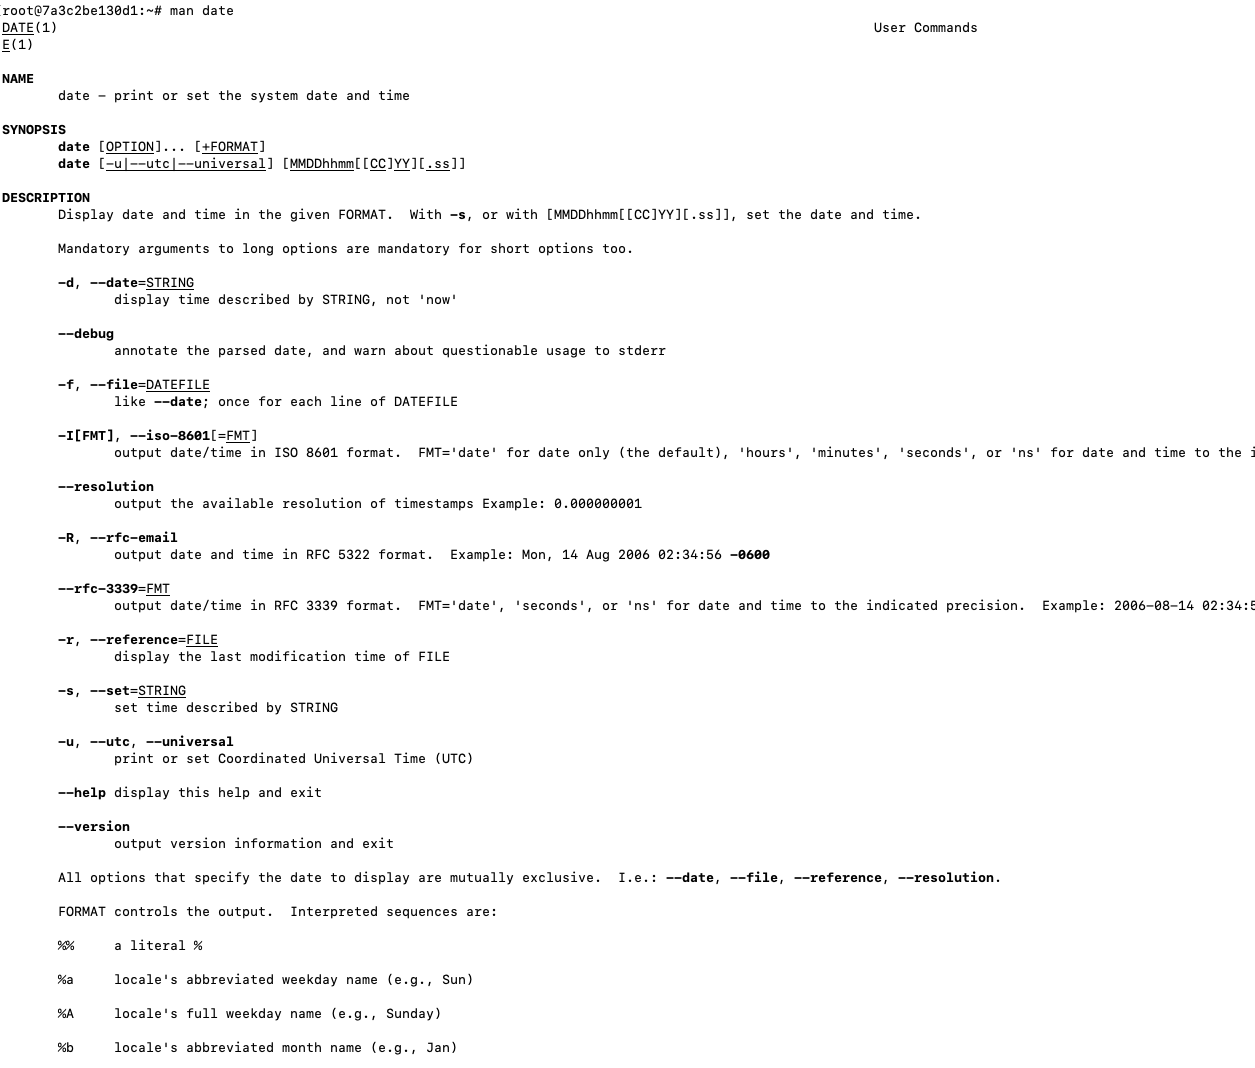 root@7a3c2be130d1:~# man date
DATE(1) User Commands
E(1)
NAME
date - print or set the system date and time
SYNOPSIS
date [OPTION]... [+FORMAT]
date [-u|--utc|--universal] [MMDDhhmm[[CC]YY][.ss]]
DESCRIPTION
Display date and time in the given FORMAT.  With -s, or with [MMDDhhmm[[CC]YY][.ss]], set the date and time.
Mandatory arguments to long options are mandatory for short options too.
-d, --date=STRING
display time described by STRING, not 'now'
--debug
annotate the parsed date, and warn about questionable usage to stderr
-f, --file=DATEFILE
like --date; once for each line of DATEFILE
-I[FMT], --iso-8601[=FMT]
output date/time in ISO 8601 format.  FMT='date' for date only (the default), 'hours', 'minutes', 'seconds', or 'ns' for date and time to the
--resolution
output the available resolution of timestamps Example: 0.000000001
-R, --rfc-email
output date and time in RFC 5322 format.  Example: Mon, 14 Aug 2006 02:34:56 -0600
--rfc-3339=FMT
output date/time in RFC 3339 format.  FMT='date', 'seconds', or 'ns' for date and time to the indicated precision.  Example: 2006-08-14 02:34:5
-r, --reference=FILE
display the last modification time of FILE
-s, --set=STRING
set time described by STRING
-u, --utc, --universal
print or set Coordinated Universal Time (UTC)
--help display this help and exit
--version
output version information and exit
All options that specify the date to display are mutually exclusive.  I.e.: --date, --file, --reference, --resolution.
FORMAT controls the output.  Interpreted sequences are:
%% a literal %
%a locale's abbreviated weekday name (e.g., Sun)
%A locale's full weekday name (e.g., Sunday)
%b locale's abbreviated month name (e.g., Jan)